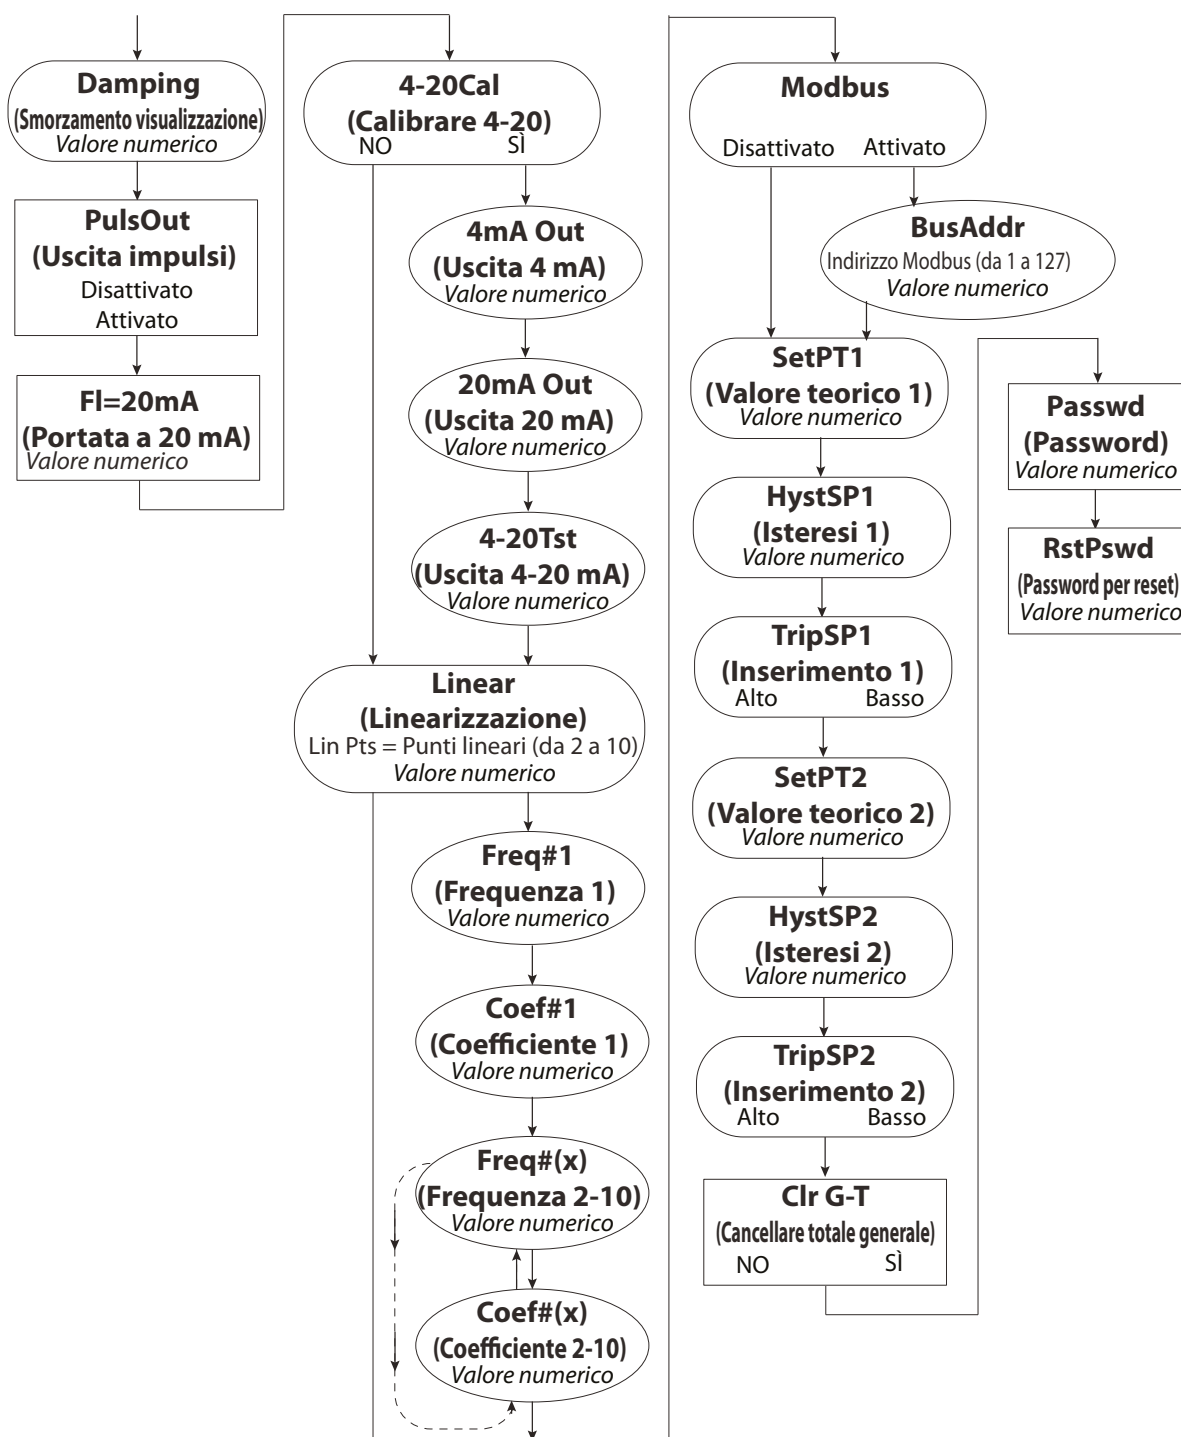 Damping
(Smorzamento visualizzazione)
Valore numerico
PulsOut
(Uscita impulsi)
Disattivato
Attivato
Fl=20mA
(Portata a 20 mA)
Valore numerico
4-20Cal
(Calibrare 4-20)
NO SÌ
4mA Out
(Uscita 4 mA)
Valore numerico
20mA Out
(Uscita 20 mA)
Valore numerico
4-20Tst
(Uscita 4-20 mA)
Valore numerico
Linear
(Linearizzazione)
Lin Pts = Punti lineari (da 2 a 10)
Valore numerico
Freq#1
(Frequenza 1)
Valore numerico
Coef#1
(Coefficiente 1)
Valore numerico
Freq#(x)
(Frequenza 2-10)
Valore numerico
Coef#(x)
(Coefficiente 2-10)
Valore numerico
Modbus
Disattivato Attivato
BusAddr
Indirizzo Modbus (da 1 a 127)
Valore numerico
SetPT1
(Valore teorico 1)
Valore numerico
HystSP1
(Isteresi 1)
Valore numerico
TripSP1
(Inserimento 1)
Alto Basso
SetPT2
(Valore teorico 2)
Valore numerico
HystSP2
(Isteresi 2)
Valore numerico
TripSP2
(Inserimento 2)
Alto Basso
Clr G-T
(Cancellare totale generale)
NO SÌ
Passwd
(Password)
Valore numerico
RstPswd
(Password per reset)
Valore numerico